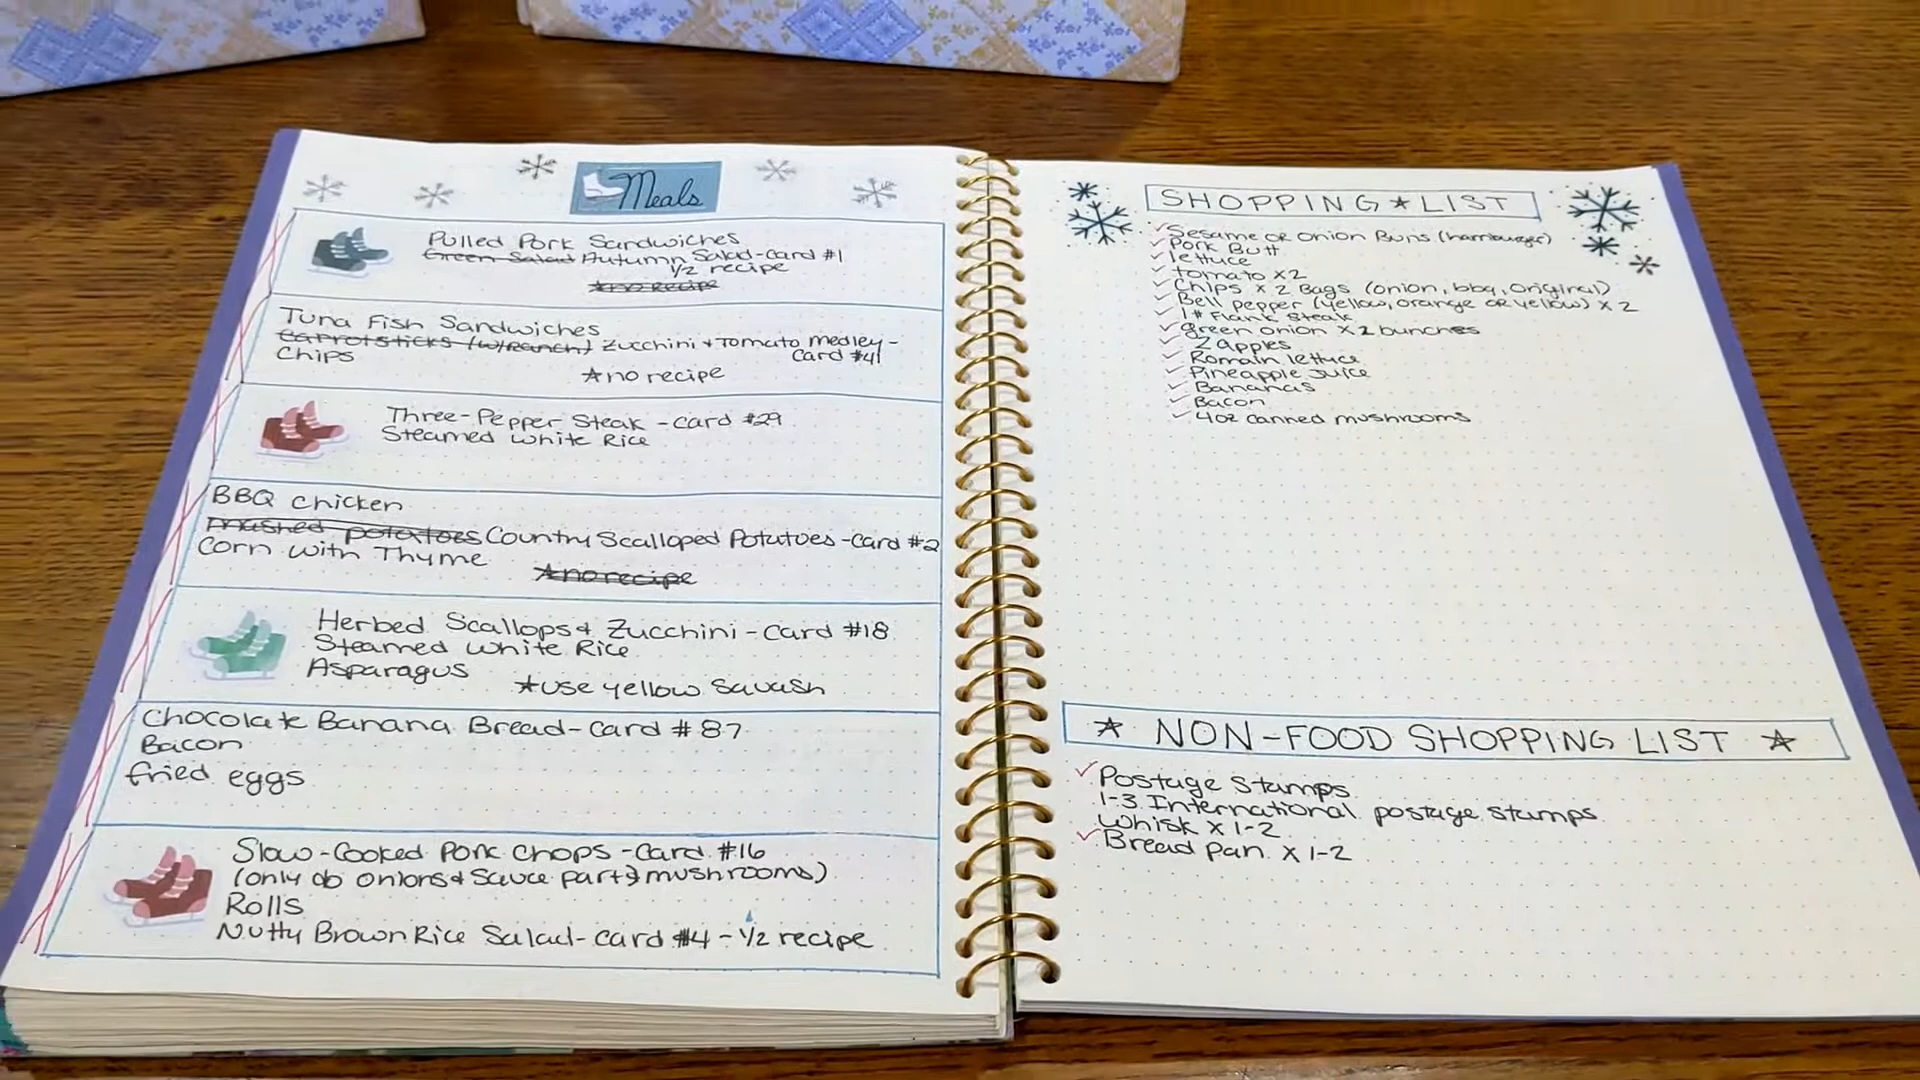 Meals
Pulled Pork Sandwiches
Green Salad Autumn Salad-Card #1
1/2 recipe
*no recipe
Tuna Fish Sandwiches
Carrot sticks (w/Ranch) Zucchini + Tomato medley -
Chips Card #41
*no recipe
Three-Pepper Steak - Card #29
Steamed White Rice
BBQ Chicken
mashed potatoes Country Scalloped Potatoes - Card #2
Corn with Thyme
*no recipe
Herbed Scallops & Zucchini - Card #18
Steamed White Rice
Asparagus
*use yellow squash
Chocolate Banana Bread - Card #87
Bacon
fried eggs
Slow-Cooked Pork Chops - Card #16
(only do onions & sauce part & mushrooms)
Rolls
Nutty Brown Rice Salad - Card #4 - 1/2 recipe
SHOPPING ★ LIST
✓ Sesame or onion Buns (hamburger)
✓ Pork Butt
✓ lettuce
✓ tomato x2
✓ Chips x 2 Bags (onion, bbq, original)
✓ Bell pepper (yellow, orange or yellow) x 2
✓ 1# Flank Steak
✓ green onion x 2 bunches
✓ 2 apples
✓ Romain lettuce
✓ Pineapple Juice
✓ Bananas
✓ Bacon
✓ 4oz canned mushrooms
★ NON-FOOD SHOPPING LIST ★
✓ Postage Stamps
1-3 International postage stamps
Whisk x 1-2
✓ Bread Pan x 1-2